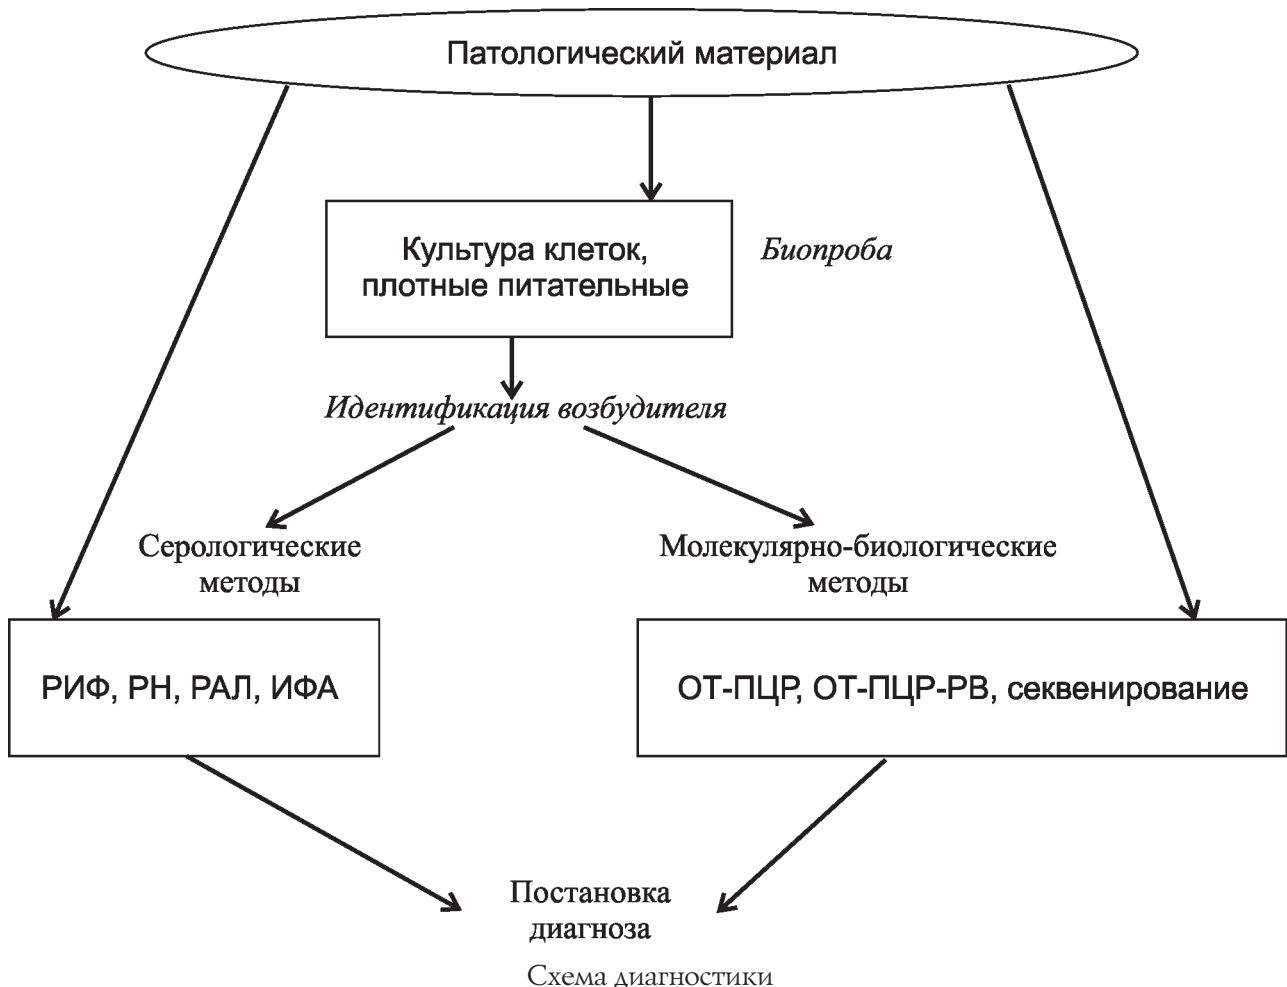 Патологический материал
Культура клеток,
плотные питательные
Биопроба
Идентификация возбудителя
Серологические
методы
Молекулярно-биологические
методы
РИФ, РН, РАЛ, ИФА
ОТ-ПЦР, ОТ-ПЦР-РВ, секвенирование
Постановка
диагноза
Схема диагностики